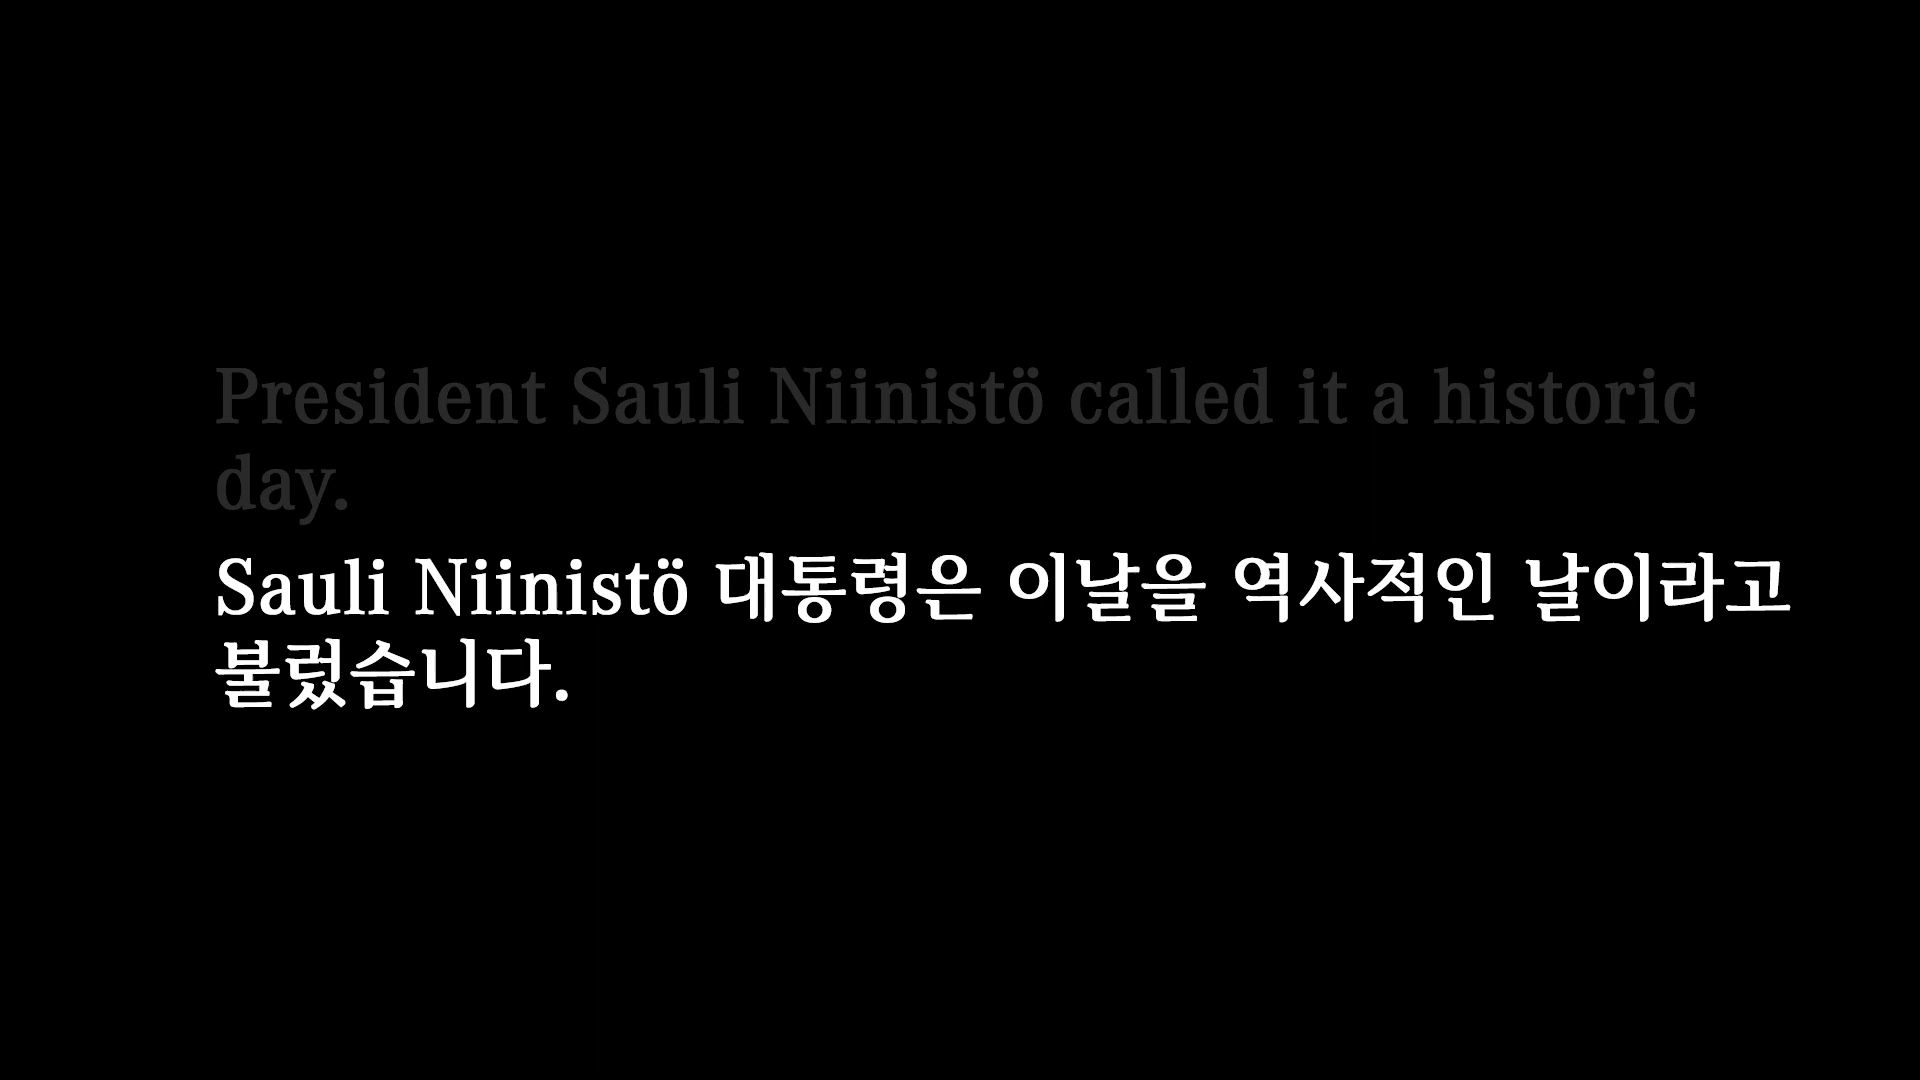 President Sauli Niinistö called it a historic
day.
Sauli Niinistö 대통령은 이날을 역사적인 날이라고
불렀습니다.